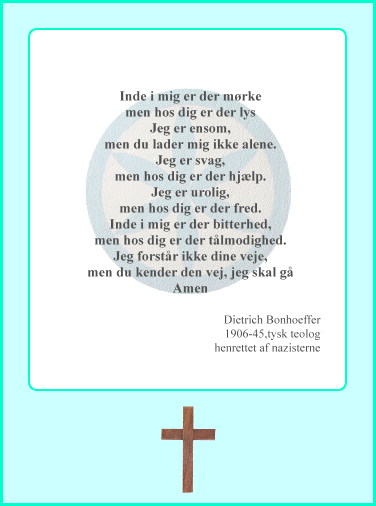 Inde i mig er der mørke
men hos dig er der lys
Jeg er ensom,
men du lader mig ikke alene.
Jeg er svag,
men hos dig er der hjælp.
Jeg er urolig,
men hos dig er der fred.
Inde i mig er der bitterhed,
men hos dig er der tålmodighed.
Jeg forstår ikke dine veje,
men du kender den vej, jeg skal gå
Amen
Dietrich Bonhoeffer
1906-45,tysk teolog
henrettet af nazisterne